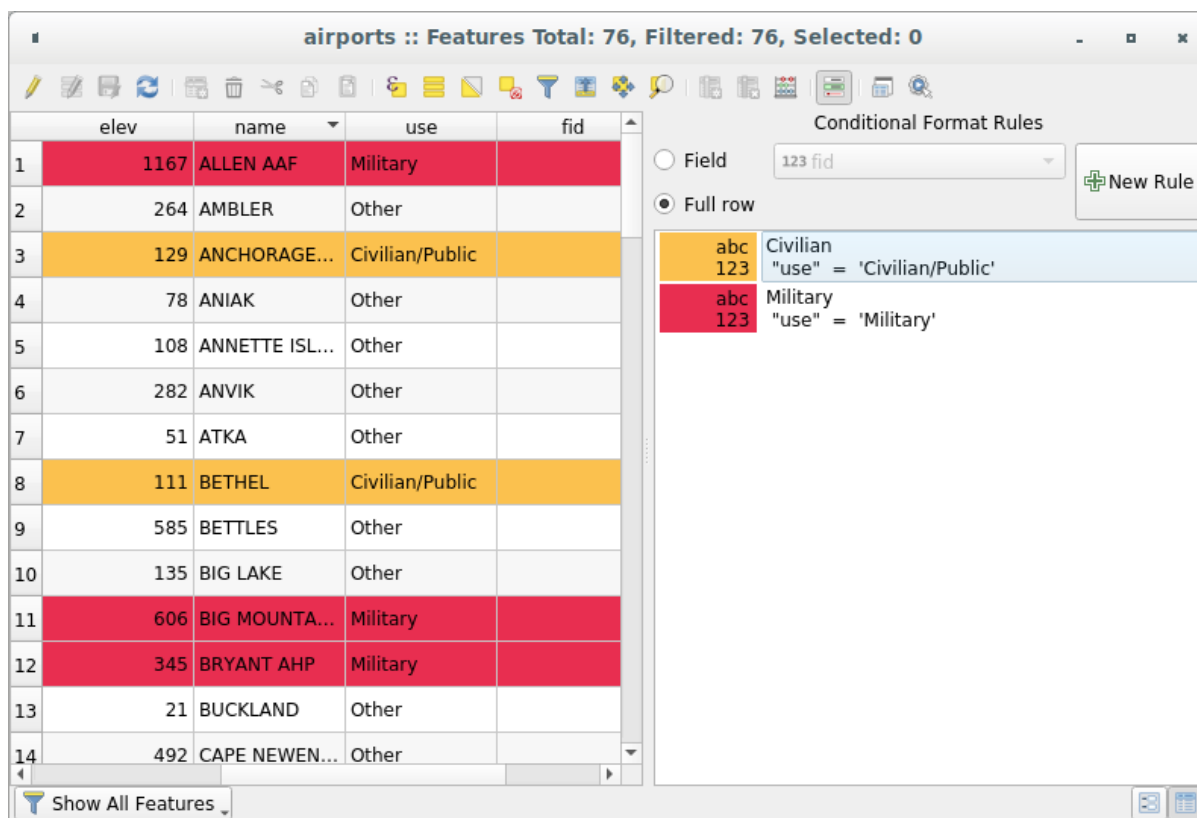 airports :: Features Total: 76, Filtered: 76, Selected: 0
elev name use fid
1 1167 ALLEN AAF Military
2 264 AMBLER Other
3 129 ANCHORAGE... Civilian/Public
4 78 ANIAK Other
5 108 ANNETTE ISL... Other
6 282 ANVIK Other
7 51 ATKA Other
8 111 BETHEL Civilian/Public
9 585 BETTLES Other
10 135 BIG LAKE Other
11 606 BIG MOUNTA... Military
12 345 BRYANT AHP Military
13 21 BUCKLAND Other
14 492 CAPE NEWEN... Other
Show All Features
Conditional Format Rules
Field 123 fid
New Rule
Full row
abc Civilian
123 "use" = 'Civilian/Public'
abc Military
123 "use" = 'Military'